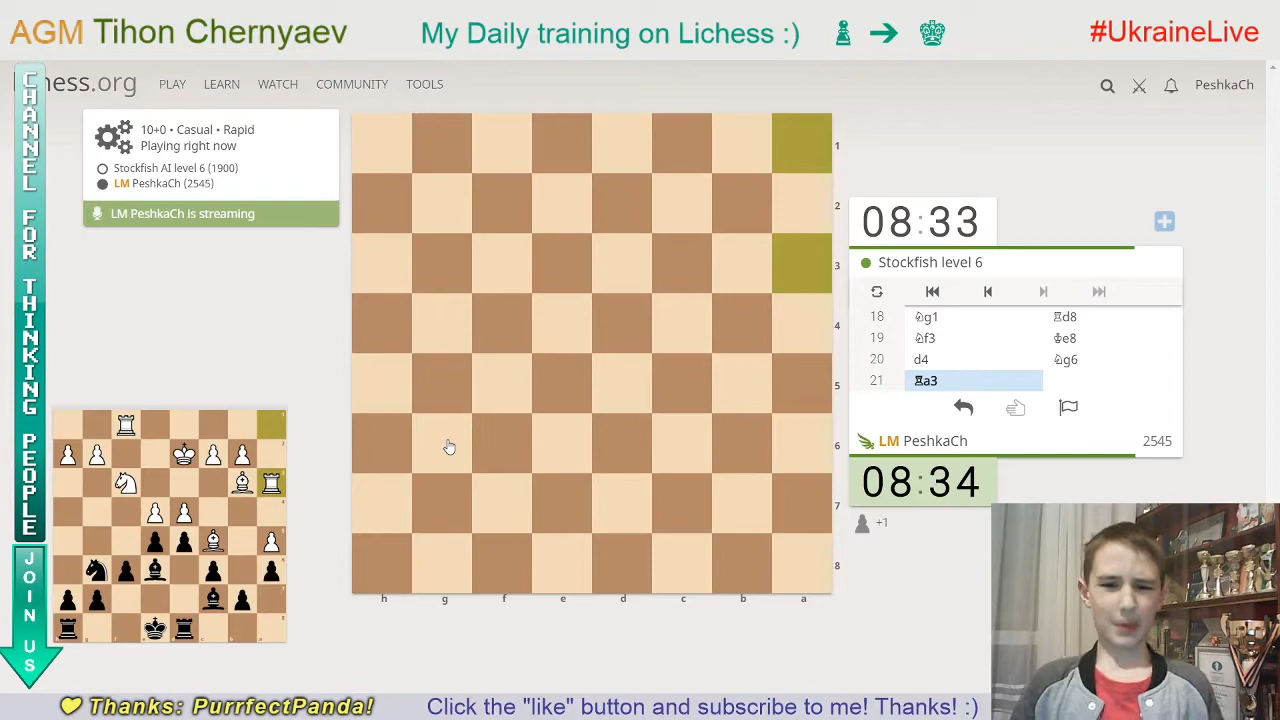 AGM Tihon Chernyaev
My Daily training on Lichess :)
#UkraineLive
CHANNEL FOR THINKING PEOPLE
JOIN US
hess.org
PLAY
LEARN
WATCH
COMMUNITY
TOOLS
PeshkaCh
10+0 • Casual • Rapid
Playing right now
Stockfish AI level 6 (1900)
LM PeshkaCh (2545)
LM PeshkaCh is streaming
1
2
3
4
5
6
7
8
h g f e d c b a
08:33
Stockfish level 6
18 ♘g1 ♖d8
19 ♘f3 ♔e8
20 d4 ♘g6
21 ♖a3
LM PeshkaCh 2545
08:34
+1
Thanks: PurrfectPanda!
Click the "like" button and subscribe to me! Thanks! :)